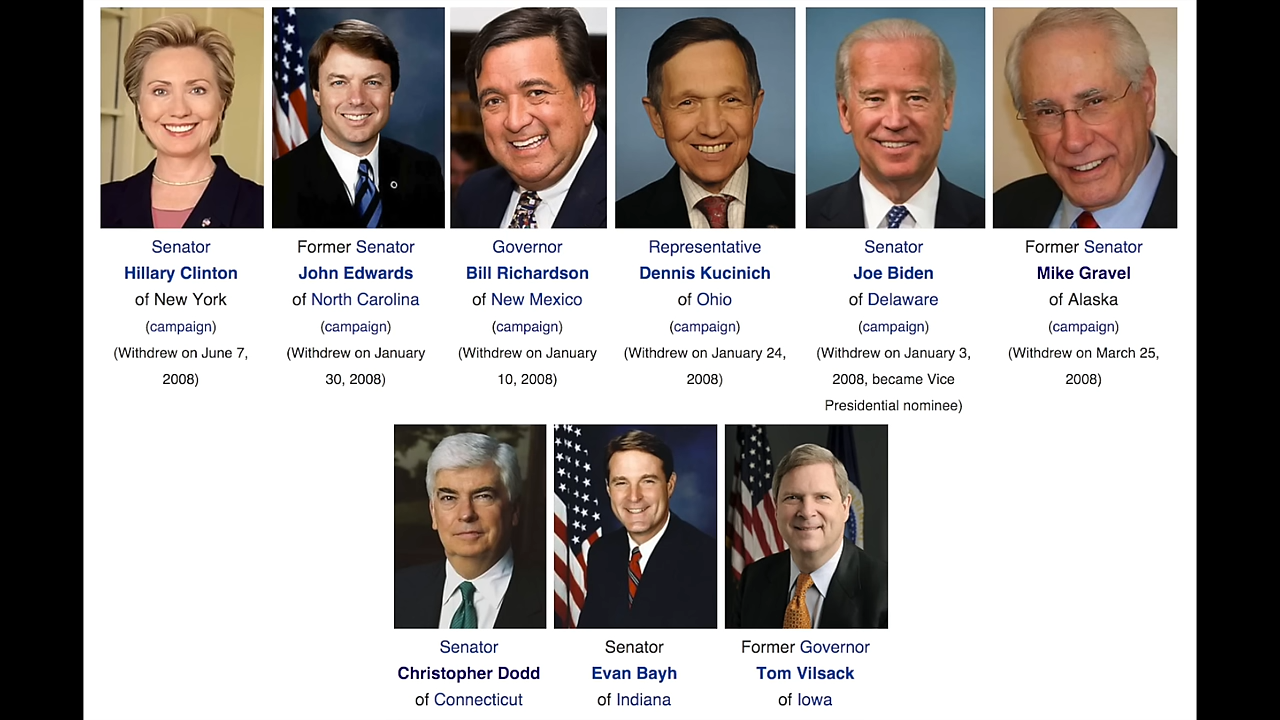 Senator
Hillary Clinton
of New York
(campaign)
(Withdrew on June 7,
2008)
Former Senator
John Edwards
of North Carolina
(campaign)
(Withdrew on January
30, 2008)
Governor
Bill Richardson
of New Mexico
(campaign)
(Withdrew on January
10, 2008)
Representative
Dennis Kucinich
of Ohio
(campaign)
(Withdrew on January 24,
2008)
Senator
Joe Biden
of Delaware
(campaign)
(Withdrew on January 3,
2008, became Vice
Presidential nominee)
Former Senator
Mike Gravel
of Alaska
(campaign)
(Withdrew on March 25,
2008)
Senator
Christopher Dodd
of Connecticut
Senator
Evan Bayh
of Indiana
Former Governor
Tom Vilsack
of Iowa